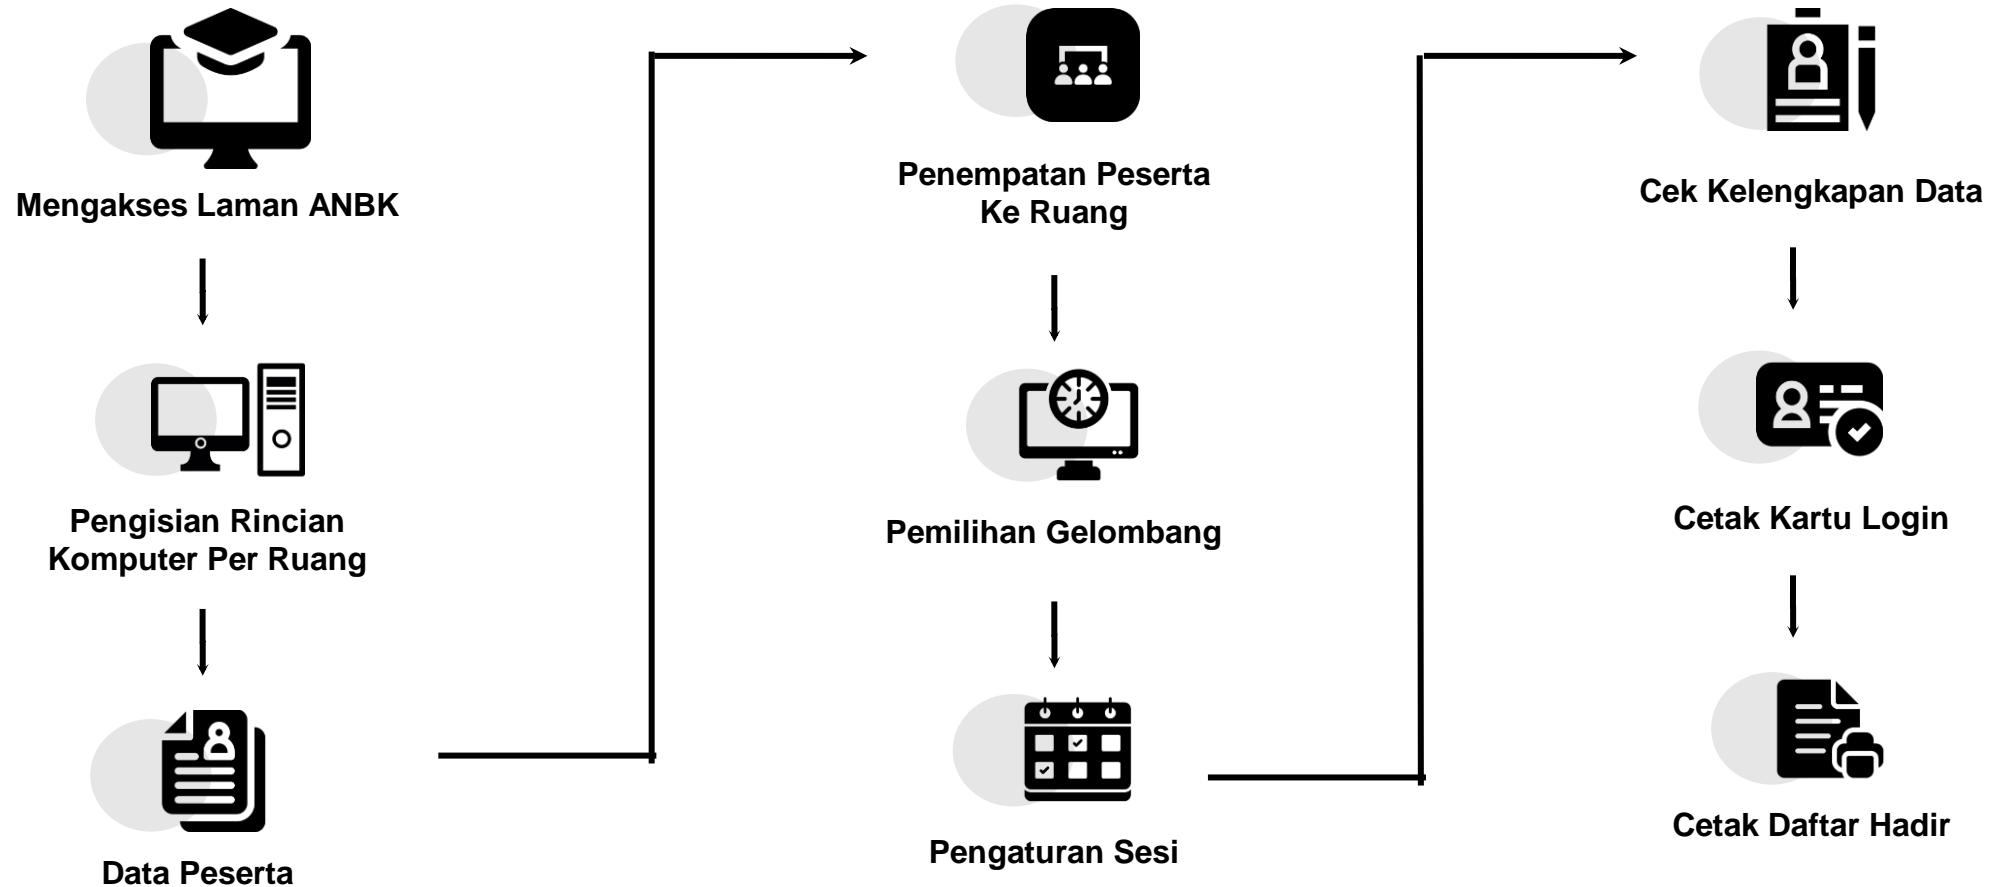 Mengakses Laman ANBK
Pengisian Rincian
Komputer Per Ruang
Data Peserta
Penempatan Peserta
Ke Ruang
Pemilihan Gelombang
Pengaturan Sesi
Cek Kelengkapan Data
Cetak Kartu Login
Cetak Daftar Hadir